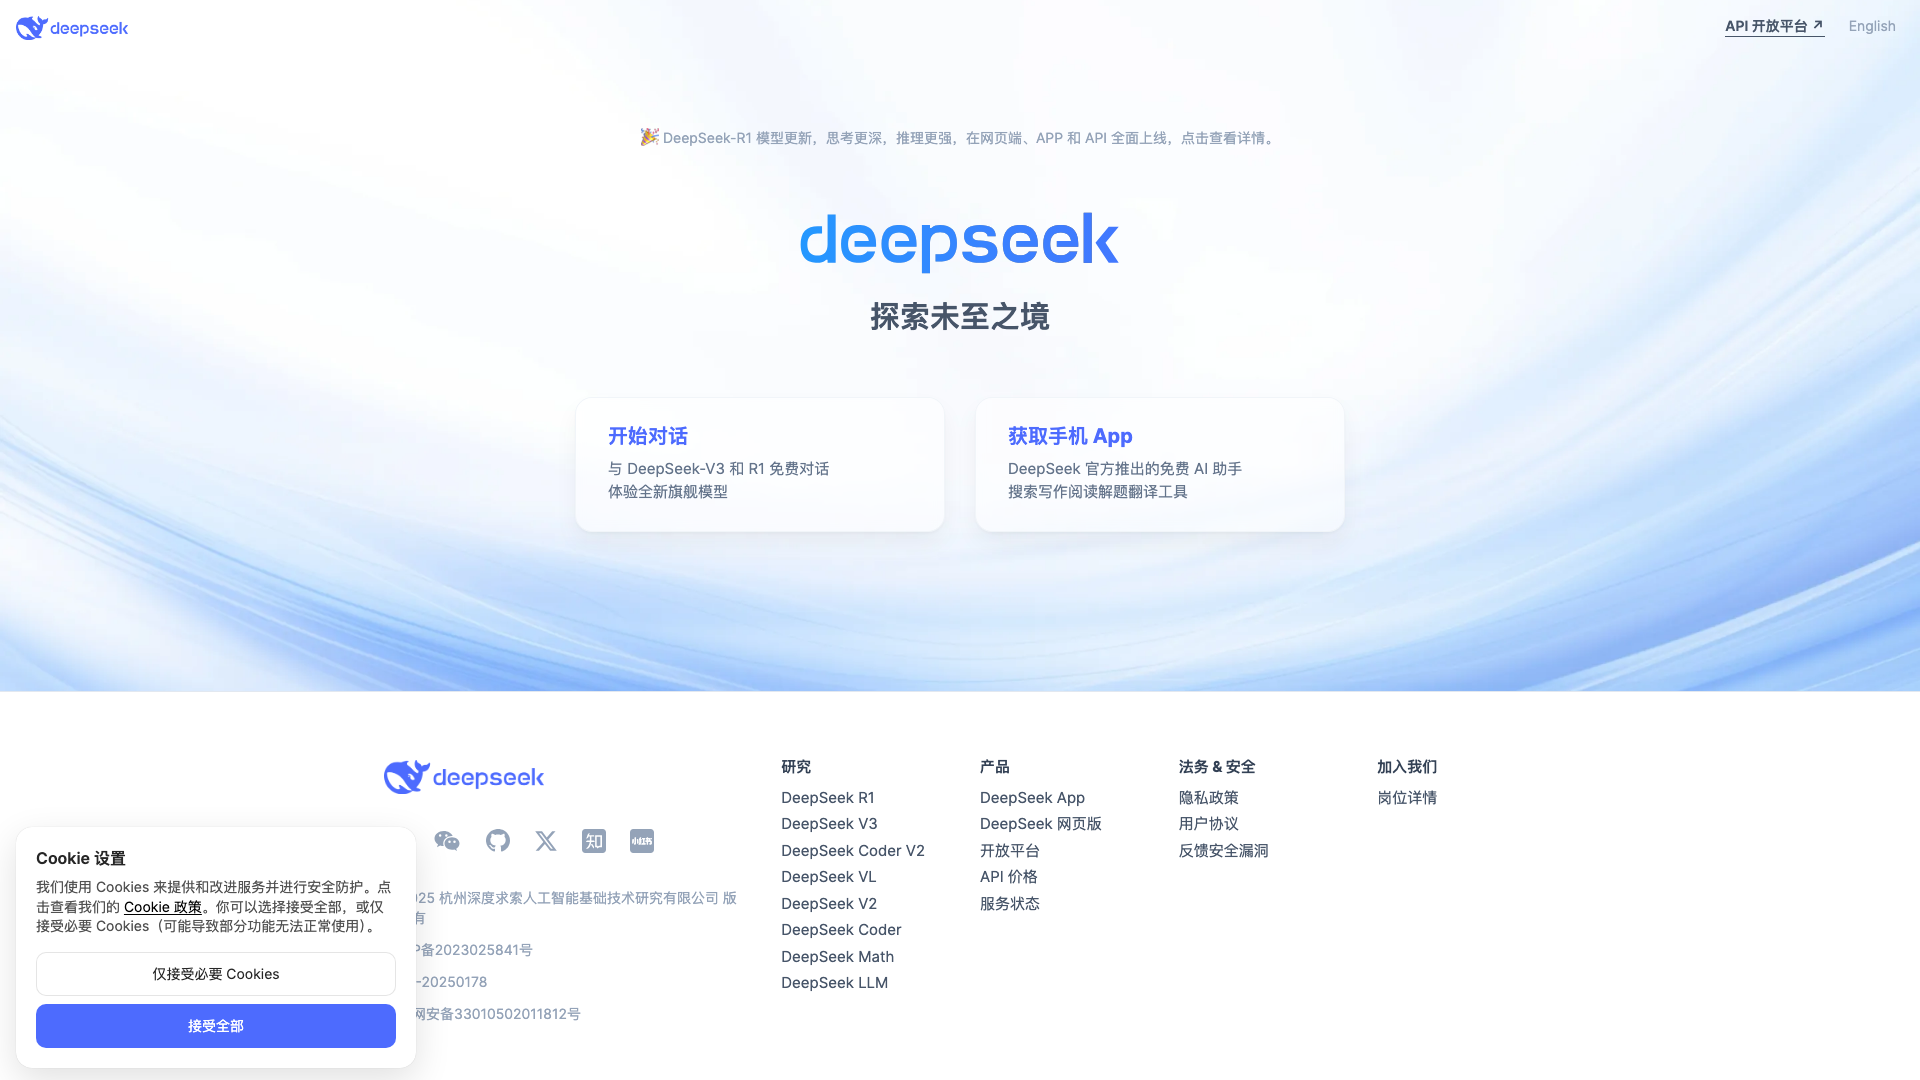 deepseek
API 开放平台
English
🎉 DeepSeek-R1 模型更新，思考更深，推理更强，在网页端、APP 和 API 全面上线，点击查看详情。
deepseek
探索未至之境
开始对话
与 DeepSeek-V3 和 R1 免费对话
体验全新旗舰模型
获取手机 App
DeepSeek 官方推出的免费 AI 助手
搜索写作阅读解题翻译工具
deepseek
知
小红书
025 杭州深度求索人工智能基础技术研究有限公司 版
有
P备2023025841号
-20250178
网安备33010502011812号
研究
DeepSeek R1
DeepSeek V3
DeepSeek Coder V2
DeepSeek VL
DeepSeek V2
DeepSeek Coder
DeepSeek Math
DeepSeek LLM
产品
DeepSeek App
DeepSeek 网页版
开放平台
API 价格
服务状态
法务 & 安全
隐私政策
用户协议
反馈安全漏洞
加入我们
岗位详情
Cookie 设置
我们使用 Cookies 来提供和改进服务并进行安全防护。点
击查看我们的 Cookie 政策。你可以选择接受全部，或仅
接受必要 Cookies（可能导致部分功能无法正常使用）。
仅接受必要 Cookies
接受全部